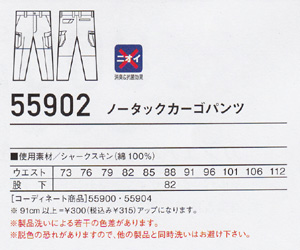 ニオイ
消臭&抗菌効果
55902 ノータックカーゴパンツ
■使用素材/シャークスキン(綿100%)
ウエスト 73 76 79 82 85 88 91 96 101 106 112
股下 82
[コーディネート商品]55900・55904
※ 91cm以上=¥300(税込み¥315)アップになります。
※製品洗いによる若干の色差があります。
※脱色の恐れがありますので、他の製品と同時洗いはお避け下さい。